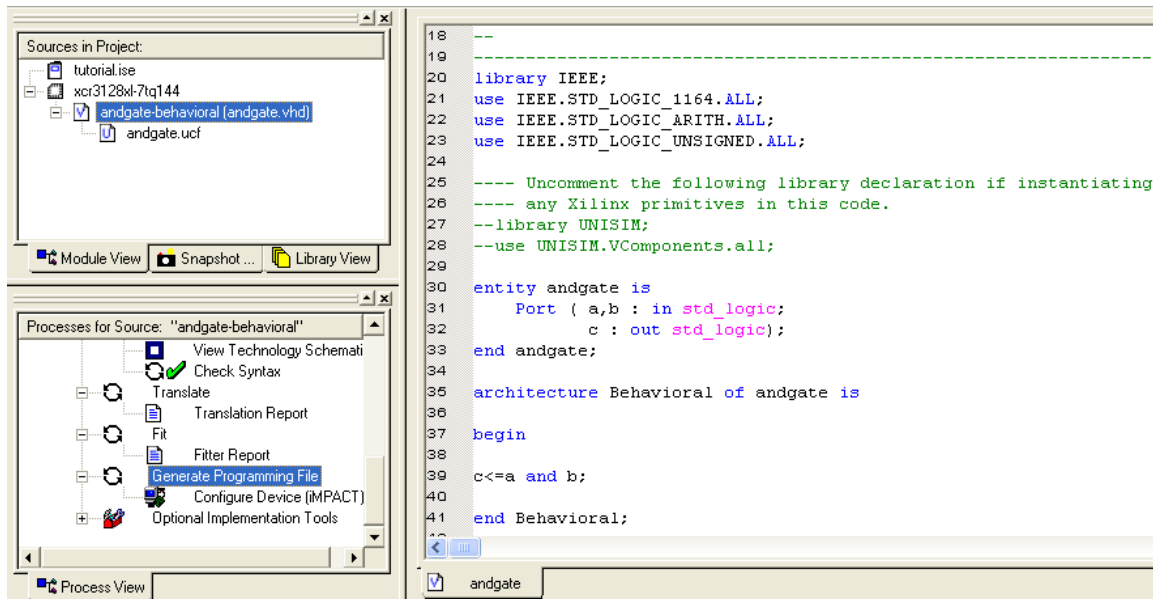 Sources in Project:
tutorial.ise
xcr3128xl-7tq144
andgate-behavioral (andgate.vhd)
andgate.ucf
Module View Snapshot ... Library View
Processes for Source: "andgate-behavioral"
View Technology Schemati
Check Syntax
Translate
Translation Report
Fit
Fitter Report
Generate Programming File
Configure Device (iMPACT)
Optional Implementation Tools
Process View
18 --
19 ------------------------------------------------------------------
20 library IEEE;
21 use IEEE.STD_LOGIC_1164.ALL;
22 use IEEE.STD_LOGIC_ARITH.ALL;
23 use IEEE.STD_LOGIC_UNSIGNED.ALL;
24
25 ---- Uncomment the following library declaration if instantiating
26 ---- any Xilinx primitives in this code.
27 --library UNISIM;
28 --use UNISIM.VComponents.all;
29
30 entity andgate is
31 Port ( a,b : in std_logic;
32 c : out std_logic);
33 end andgate;
34
35 architecture Behavioral of andgate is
36
37 begin
38
39 c<=a and b;
40
41 end Behavioral;
andgate